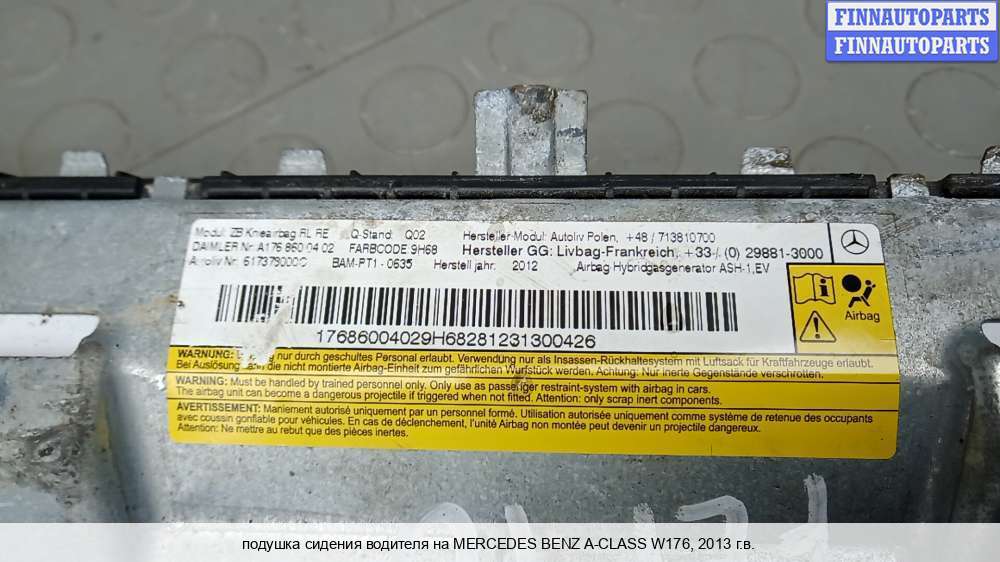 FINNAUTOPARTS
FINNAUTOPARTS
Modul: ZB Knieairbag RL RE Q-Stand: Q02 Hersteller-Modul: Autoliv Polen, +48 / 713810700
DAIMLER Nr. A176 860 04 02 FARBCODE 9H68 Hersteller GG: Livbag-Frankreich, +33-/ (0) 29881-3000
Autoliv Nr. 617379000C BAM-PT1 - 0635 Herstell jahr: 2012 Airbag Hybridgasgenerator ASH-1,EV
Airbag
17686004029H68281231300426
WARNUNG: nur durch geschultes Personal erlaubt. Verwendung nur als Insassen-Rückhaltesystem mit Luftsack für Kraftfahrzeuge erlaubt.
Bei Auslösung kann die nicht montierte Airbag-Einheit zum gefährlichen Wurfstück werden. Achtung: Nur inerte Gegenstände verschrotten.
WARNING: Must be handled by trained personnel only. Only use as passenger restraint-system with airbag in cars.
The airbag unit can become a dangerous projectile if triggered when not fitted. Attention: only scrap inert components.
AVERTISSEMENT: Maniement autorisé uniquement par un personnel formé. Utilisation autorisée uniquement comme système de retenue des occupants
avec coussin gonflable pour véhicules. En cas de déclenchement, l'unité Airbag non montée peut devenir un projectile dangereux.
Attention: Ne mettre au rebut que des pièces inertes.
подушка сидения водителя на MERCEDES BENZ A-CLASS W176, 2013 г.в.